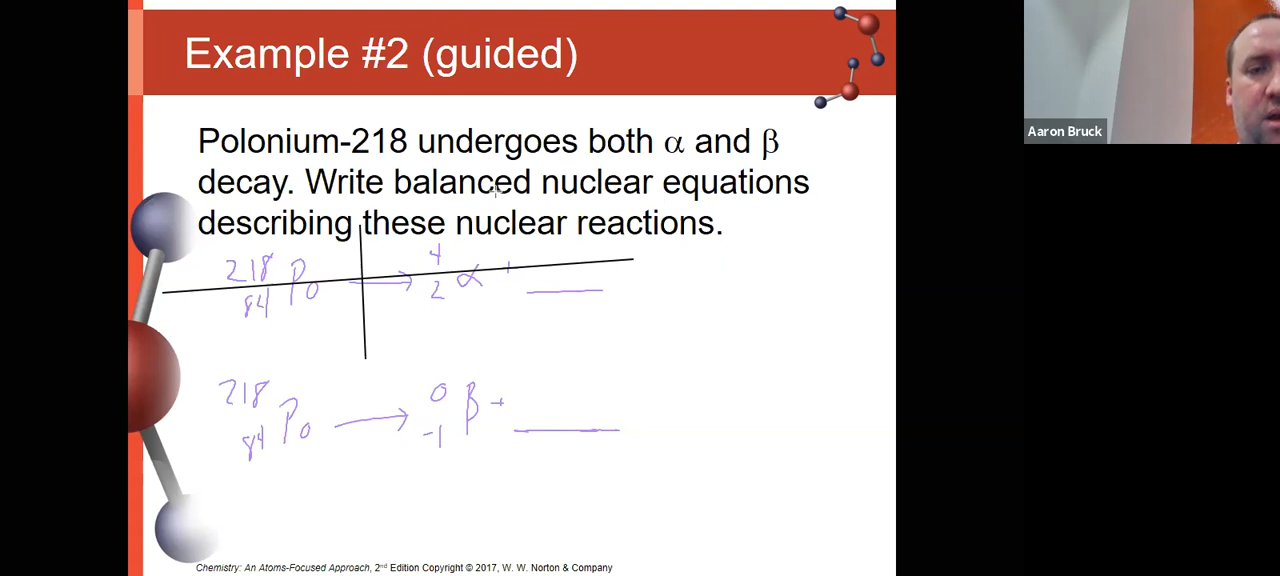 Example #2 (guided)
Aaron Bruck
Polonium-218 undergoes both α and β
decay. Write balanced nuclear equations
describing these nuclear reactions.
218
84 Po → 4
2 α + ____
218
84 Po → 0
-1 β + ____
Chemistry: An Atoms-Focused Approach, 2nd Edition Copyright © 2017, W. W. Norton & Company